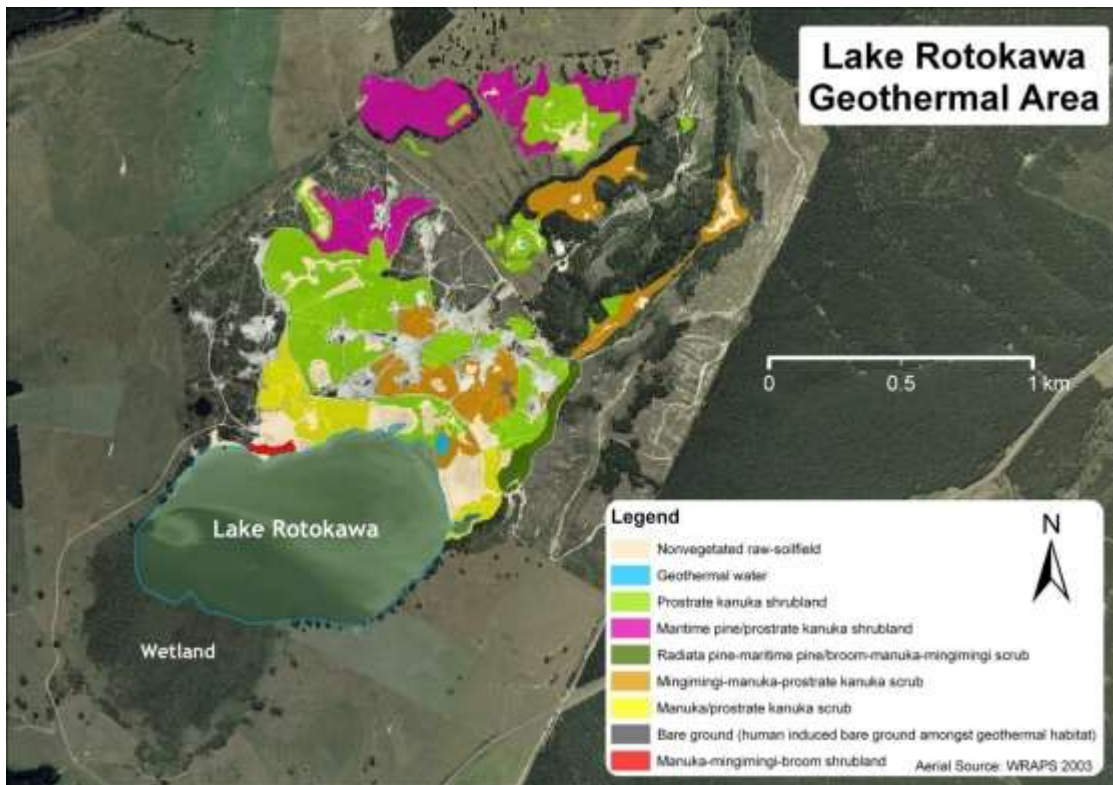 Lake Rotokawa
Geothermal Area
0 0.5 1 km
Lake Rotokawa
Wetland
Legend
N
Nonvegetated raw-soilfield
Geothermal water
Prostrate kanuka shrubland
Maritime pine/prostrate kanuka shrubland
Radiata pine-maritime pine/broom-manuka-mingimingi scrub
Mingimingi-manuka-prostrate kanuka scrub
Manuka/prostrate kanuka scrub
Bare ground (human induced bare ground amongst geothermal habitat)
Manuka-mingimingi-broom shrubland
Aerial Source: WRAPS 2003